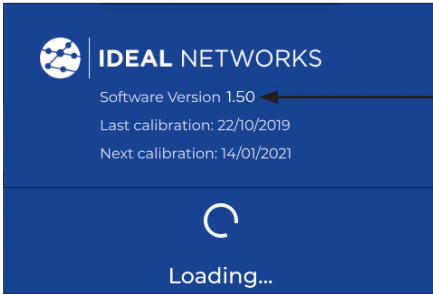 IDEAL NETWORKS
Software Version 1.50
Last calibration: 22/10/2019
Next calibration: 14/01/2021
Loading...